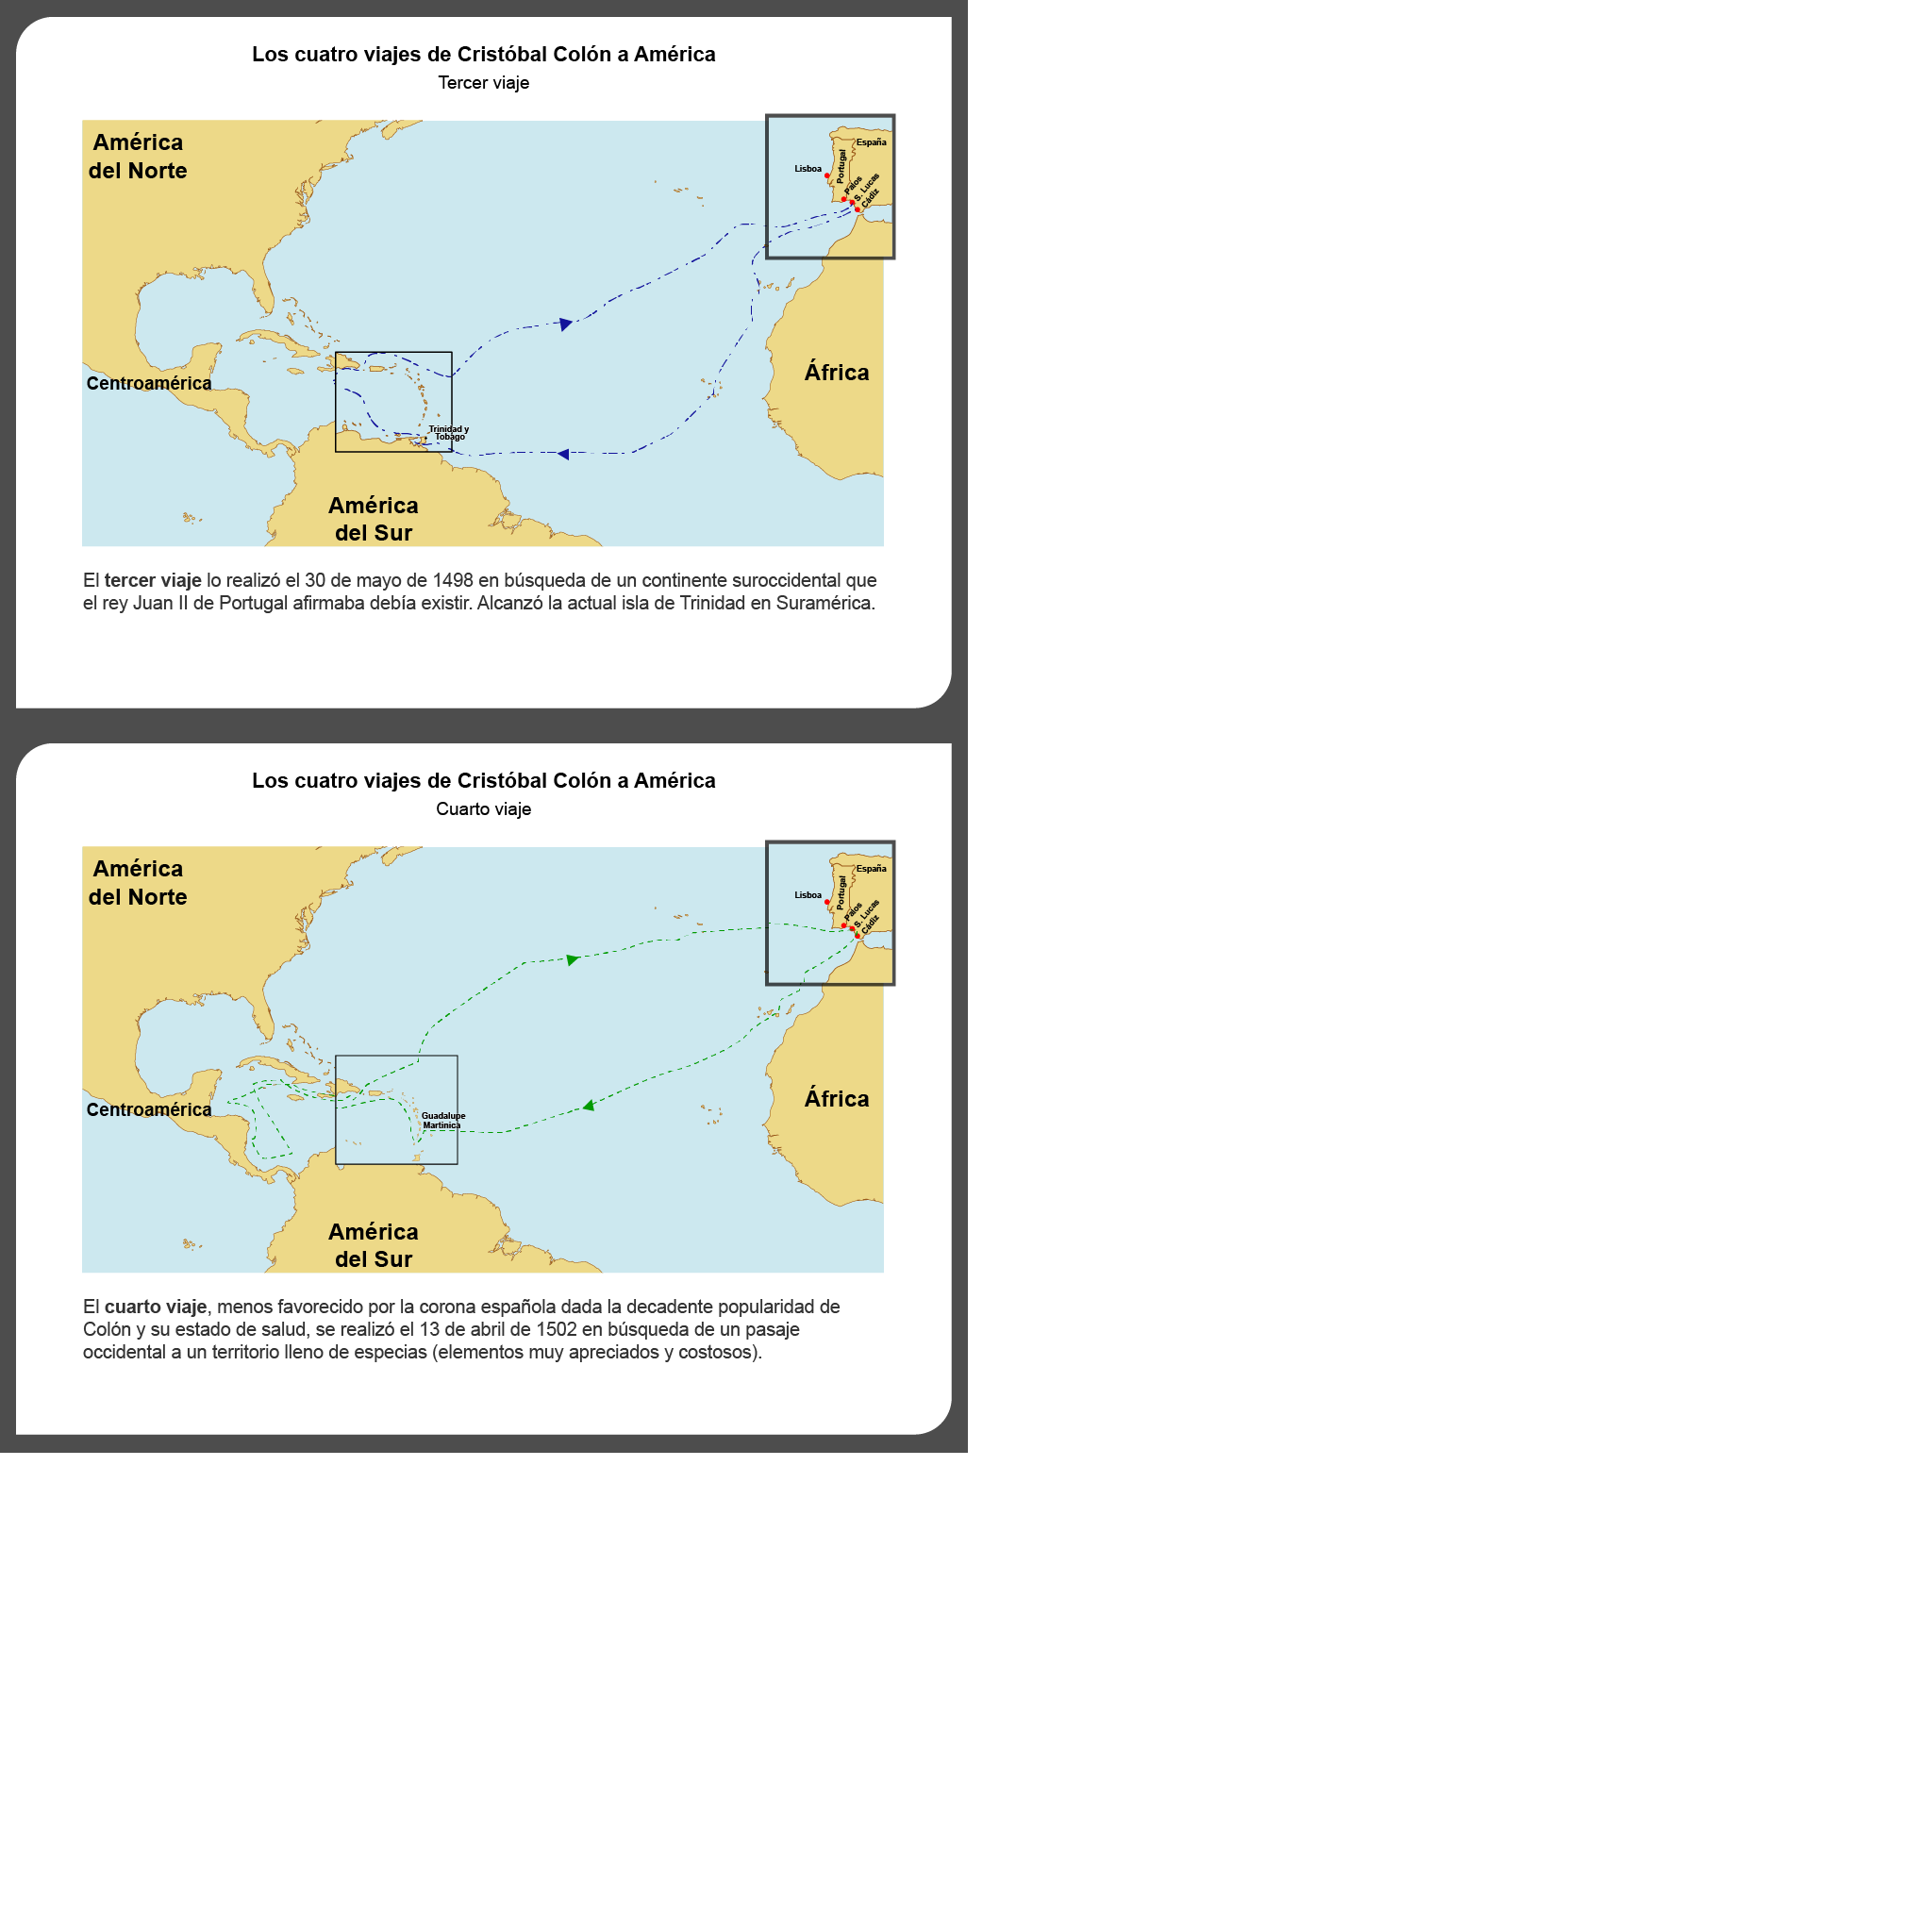 Los cuatro viajes de Cristóbal Colón a América
Tercer viaje
América
del Norte
España
Portugal
Lisboa
Palos
S. Lucas
Cádiz
África
Centroamérica
Trinidad y
Tobago
América
del Sur
El tercer viaje lo realizó el 30 de mayo de 1498 en búsqueda de un continente suroccidental que
el rey Juan II de Portugal afirmaba debía existir. Alcanzó la actual isla de Trinidad en Suramérica.
Los cuatro viajes de Cristóbal Colón a América
Cuarto viaje
América
del Norte
España
Portugal
Lisboa
Palos
S. Lucas
Cádiz
África
Centroamérica
Guadalupe
Martinica
América
del Sur
El cuarto viaje, menos favorecido por la corona española dada la decadente popularidad de
Colón y su estado de salud, se realizó el 13 de abril de 1502 en búsqueda de un pasaje
occidental a un territorio lleno de especias (elementos muy apreciados y costosos).